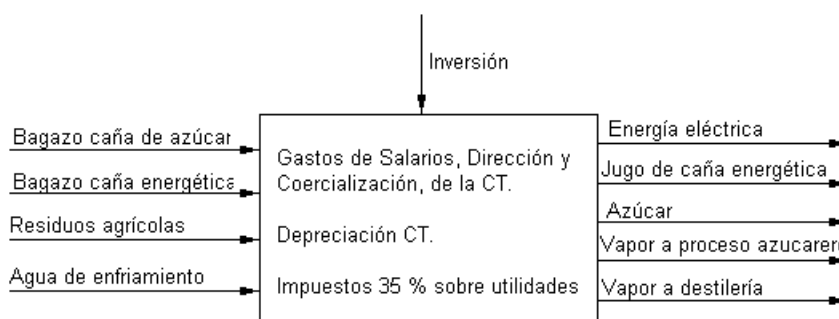 Inversión
Bagazo caña de azúcar
Bagazo caña energética
Residuos agrícolas
Agua de enfriamiento
Gastos de Salarios, Dirección y
Coercialización, de la CT.
Depreciación CT.
Impuestos 35 % sobre utilidades
Energía eléctrica
Jugo de caña energética
Azúcar
Vapor a proceso azucarero
Vapor a destilería